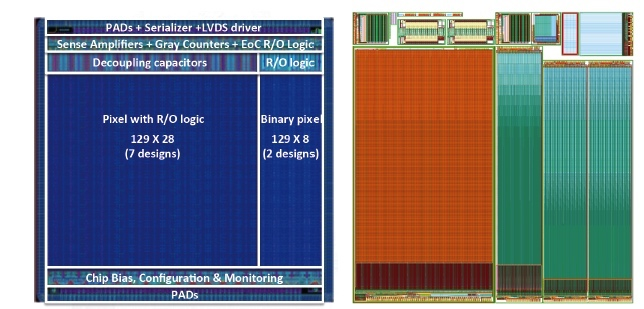 PADs + Serializer +LVDS driver
Sense Amplifiers + Gray Counters + EoC R/O Logic
Decoupling capacitors
R/O logic
Pixel with R/O logic
129 X 28
(7 designs)
Binary pixel
129 X 8
(2 designs)
Chip Bias, Configuration & Monitoring
PADs